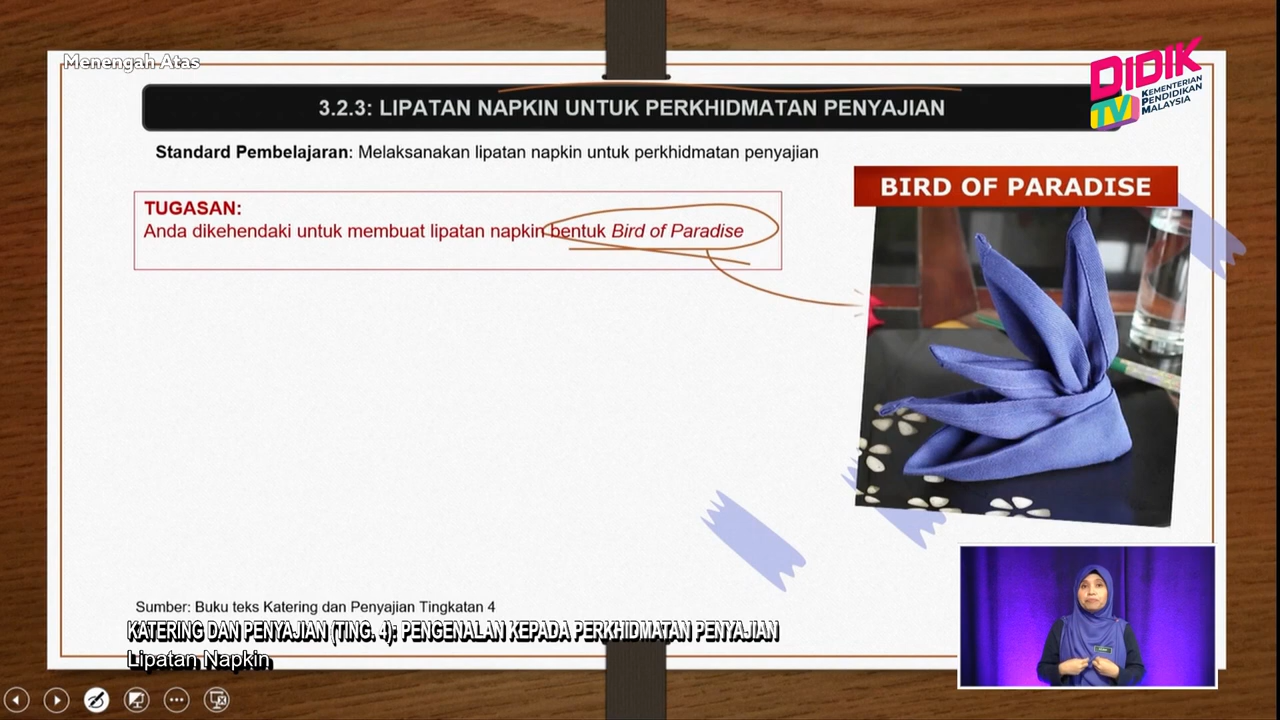 Menengah Atas
DIDIK
TV
KEMENTERIAN
PENDIDIKAN
MALAYSIA
3.2.3: LIPATAN NAPKIN UNTUK PERKHIDMATAN PENYAJIAN
Standard Pembelajaran: Melaksanakan lipatan napkin untuk perkhidmatan penyajian
BIRD OF PARADISE
TUGASAN:
Anda dikehendaki untuk membuat lipatan napkin bentuk Bird of Paradise
Sumber: Buku teks Katering dan Penyajian Tingkatan 4
KATERING DAN PENYAJIAN (TING. 4): PENGENALAN KEPADA PERKHIDMATAN PENYAJIAN
Lipatan Napkin